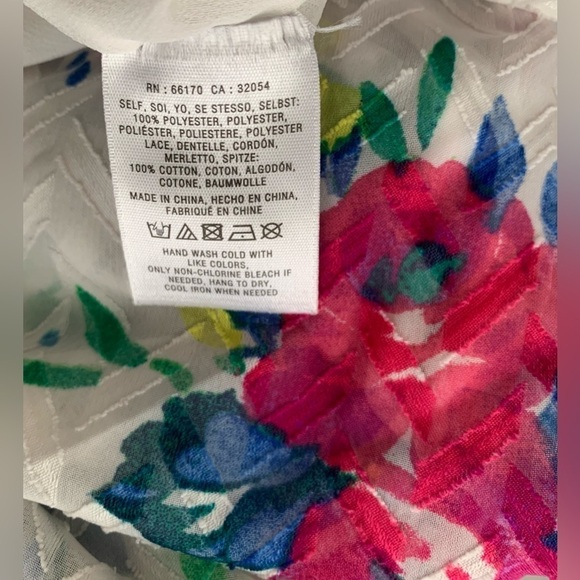 RN : 66170 CA : 32054
SELF, SOI, YO, SE STESSO, SELBST:
100% POLYESTER, POLYESTER,
POLIÉSTER, POLIESTERE, POLYESTER
LACE, DENTELLE, CORDÓN,
MERLETTO, SPITZE:
100% COTTON, COTON, ALGODÓN,
COTONE, BAUMWOLLE
MADE IN CHINA, HECHO EN CHINA,
FABRIQUÉ EN CHINE
HAND WASH COLD WITH
LIKE COLORS,
ONLY NON-CHLORINE BLEACH IF
NEEDED, HANG TO DRY,
COOL IRON WHEN NEEDED